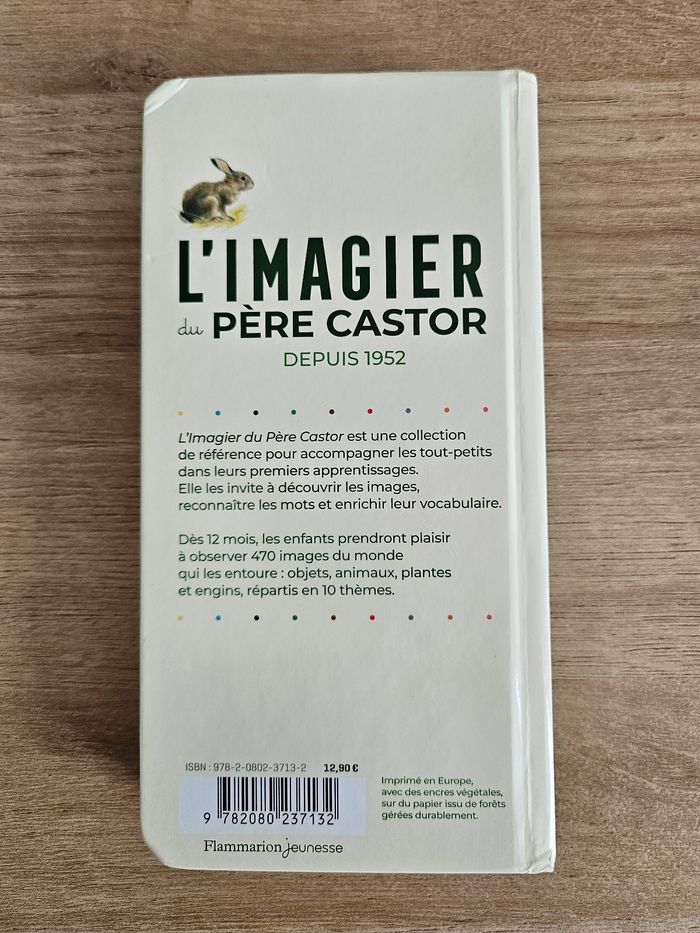 L'IMAGIER
du PÈRE CASTOR
DEPUIS 1952
L'Imagier du Père Castor est une collection
de référence pour accompagner les tout-petits
dans leurs premiers apprentissages.
Elle les invite à découvrir les images,
reconnaître les mots et enrichir leur vocabulaire.
Dès 12 mois, les enfants prendront plaisir
à observer 470 images du monde
qui les entoure : objets, animaux, plantes
et engins, répartis en 10 thèmes.
ISBN : 978-2-0802-3713-2 12,90 €
9 782080 237132
Imprimé en Europe,
avec des encres végétales,
sur du papier issu de forêts
gérées durablement.
Flammarion jeunesse